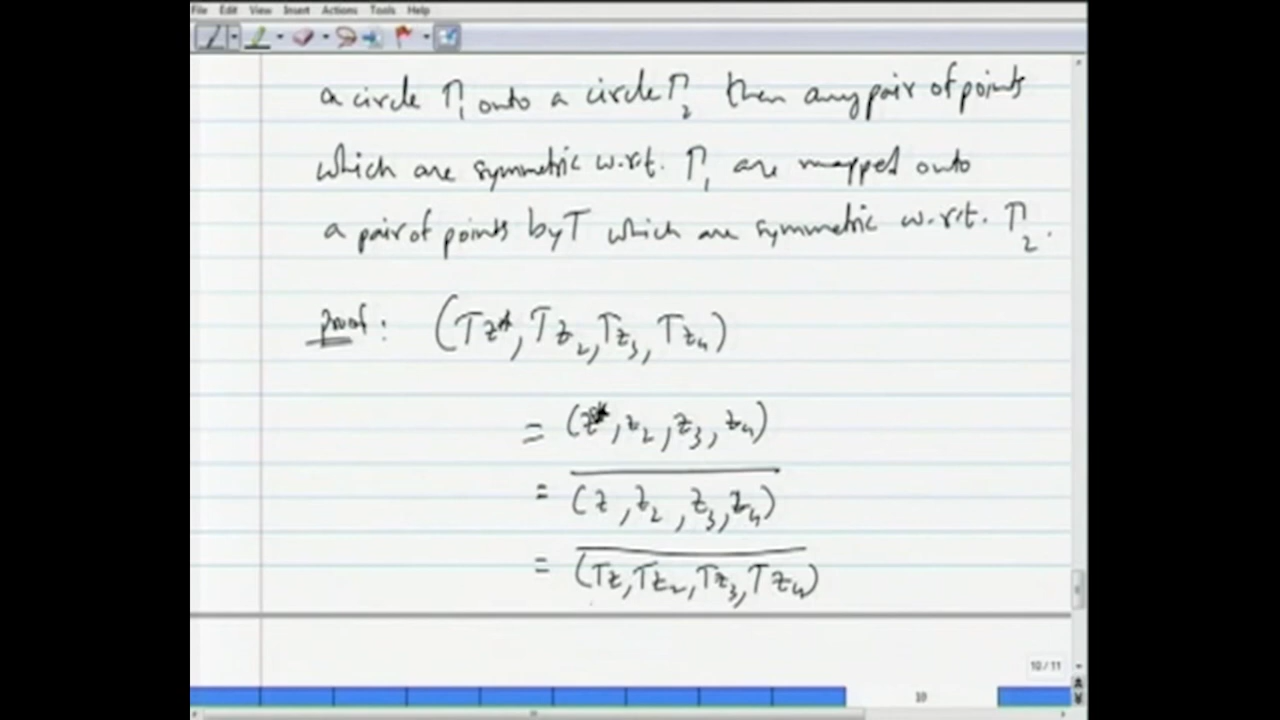 File Edit View Insert Actions Tools Help
a circle Γ₁ onto a circle Γ₂ then any pair of points
which are symmetric w.r.t. Γ₁ are mapped onto
a pair of points by T which are symmetric w.r.t. Γ₂.
proof: (Tz*, Tz₂, Tz₃, Tz₄)
= (z*, z₂, z₃, z₄)
= \overline{(z, z₂, z₃, z₄)}
= \overline{(Tz, Tz₂, Tz₃, Tz₄)}
10 / 11
10